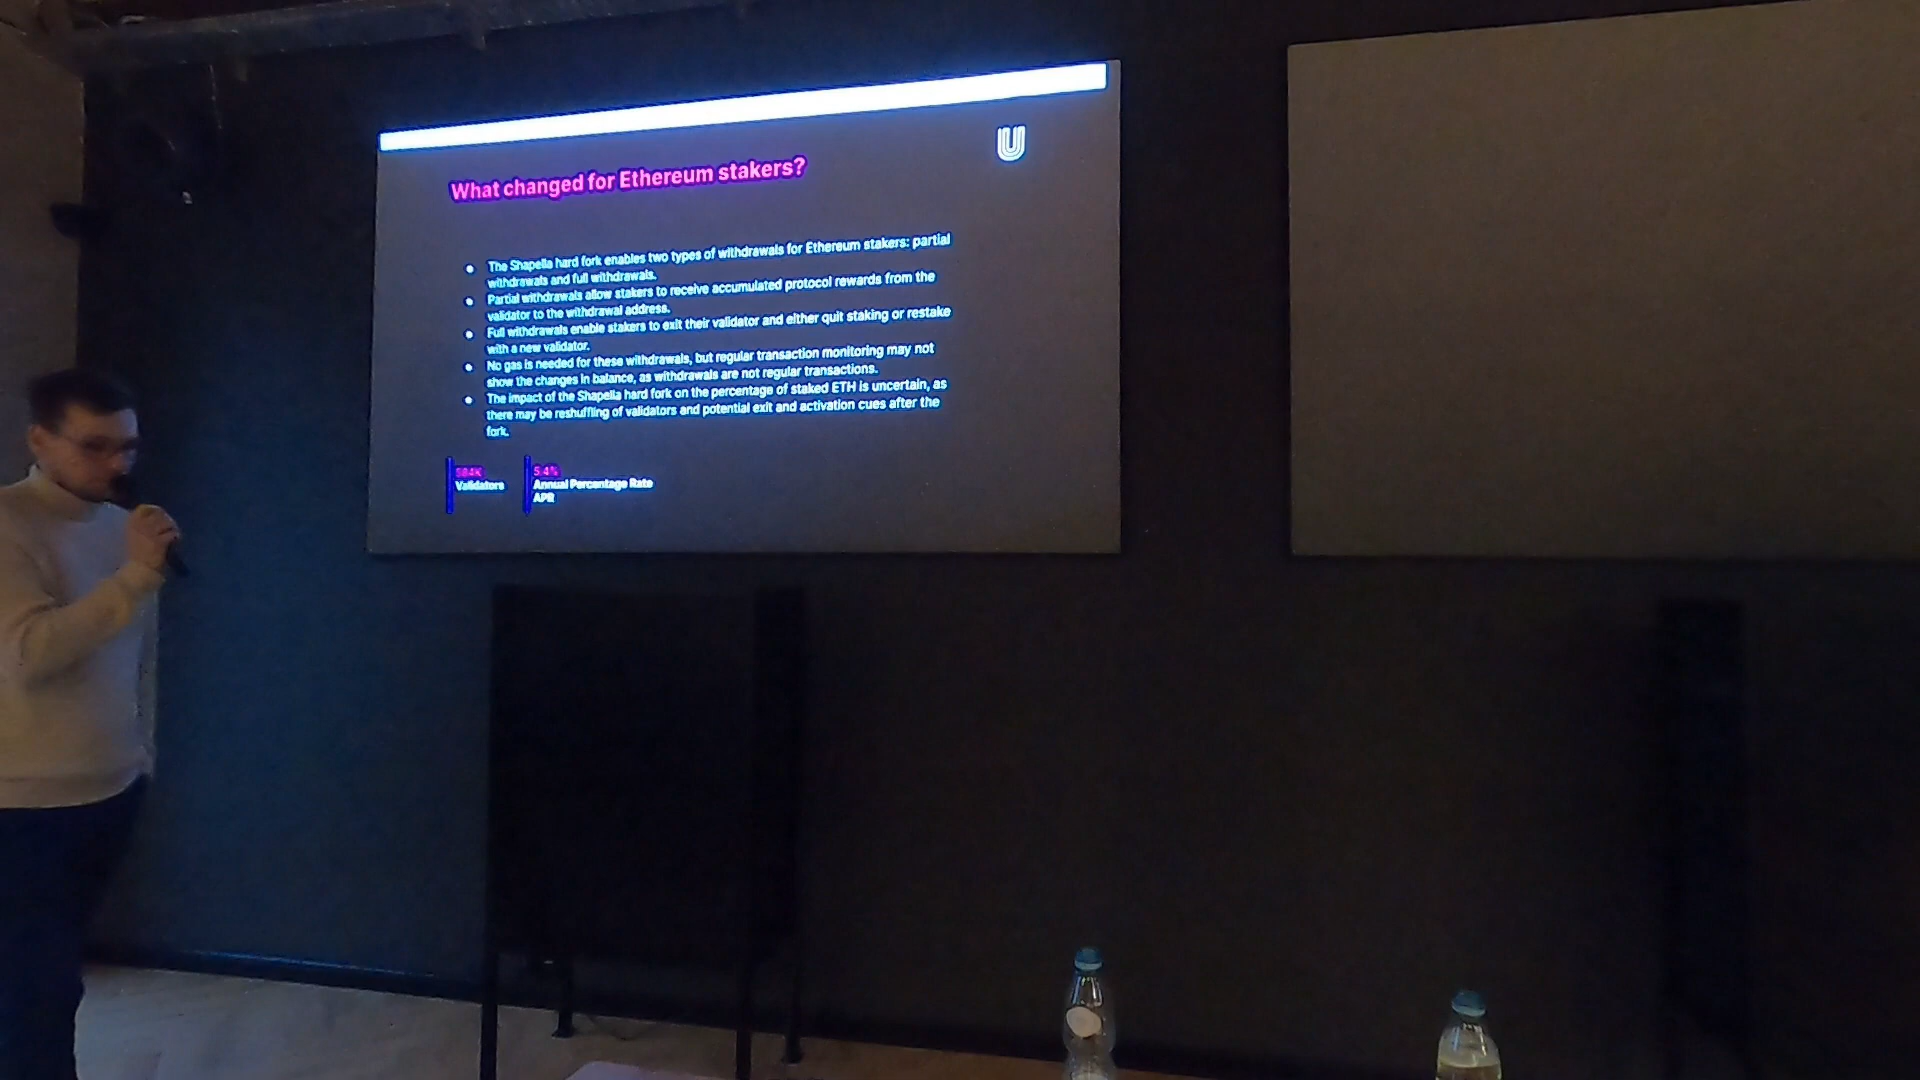 U
What changed for Ethereum stakers?
● The Shapella hard fork enables two types of withdrawals for Ethereum stakers: partial
withdrawals and full withdrawals.
● Partial withdrawals allow stakers to receive accumulated protocol rewards from the
validator to the withdrawal address.
● Full withdrawals enable stakers to exit their validator and either quit staking or restake
with a new validator.
● No gas is needed for these withdrawals, but regular transaction monitoring may not
show the changes in balance, as withdrawals are not regular transactions.
● The impact of the Shapella hard fork on the percentage of staked ETH is uncertain, as
there may be reshuffling of validators and potential exit and activation cues after the
fork.
584K
Validators
5.4%
Annual Percentage Rate
APR